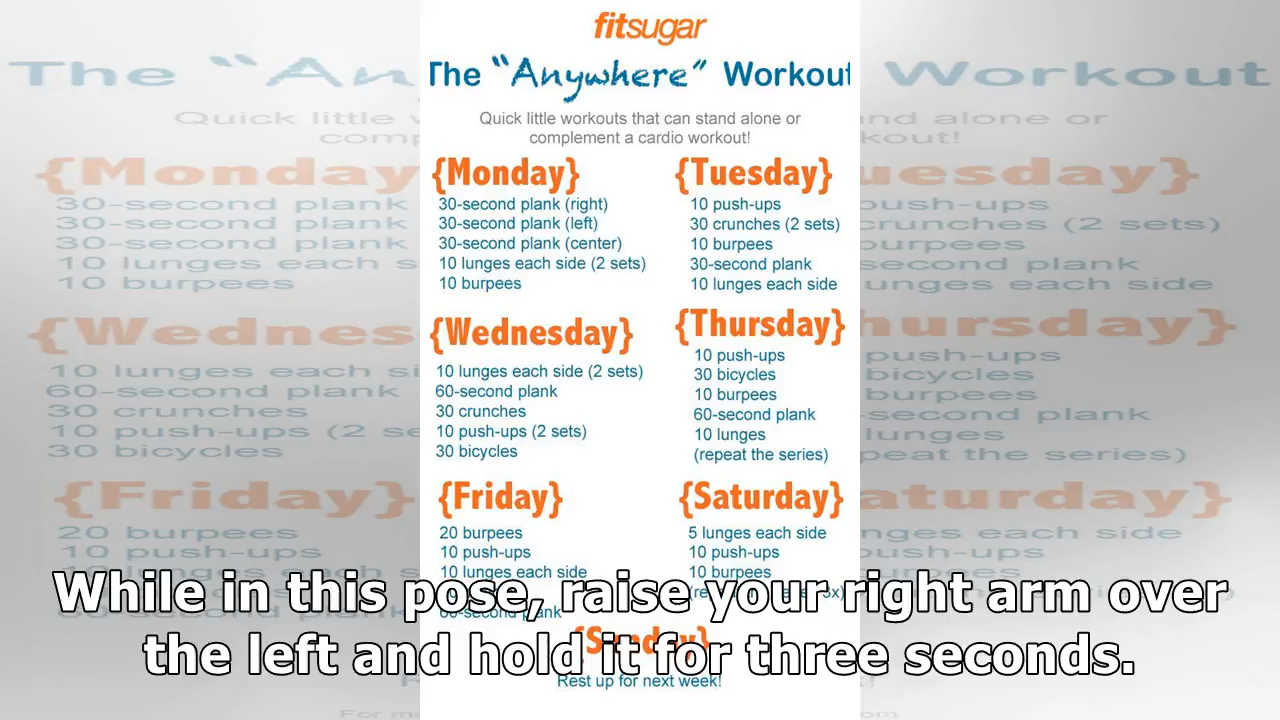 fitsugar
The "Anywhere" Workout
Quick little workouts that can stand alone or
complement a cardio workout!
{Monday}
30-second plank (right)
30-second plank (left)
30-second plank (center)
10 lunges each side (2 sets)
10 burpees
{Tuesday}
10 push-ups
30 crunches (2 sets)
10 burpees
30-second plank
10 lunges each side
{Wednesday}
10 lunges each side (2 sets)
60-second plank
30 crunches
10 push-ups (2 sets)
30 bicycles
{Thursday}
10 push-ups
30 bicycles
10 burpees
60-second plank
10 lunges
(repeat the series)
{Friday}
20 burpees
10 push-ups
10 lunges each side
60-second plank
{Saturday}
5 lunges each side
10 push-ups
10 burpees
{Sunday}
Rest up for next week!
While in this pose, raise your right arm over
the left and hold it for three seconds.